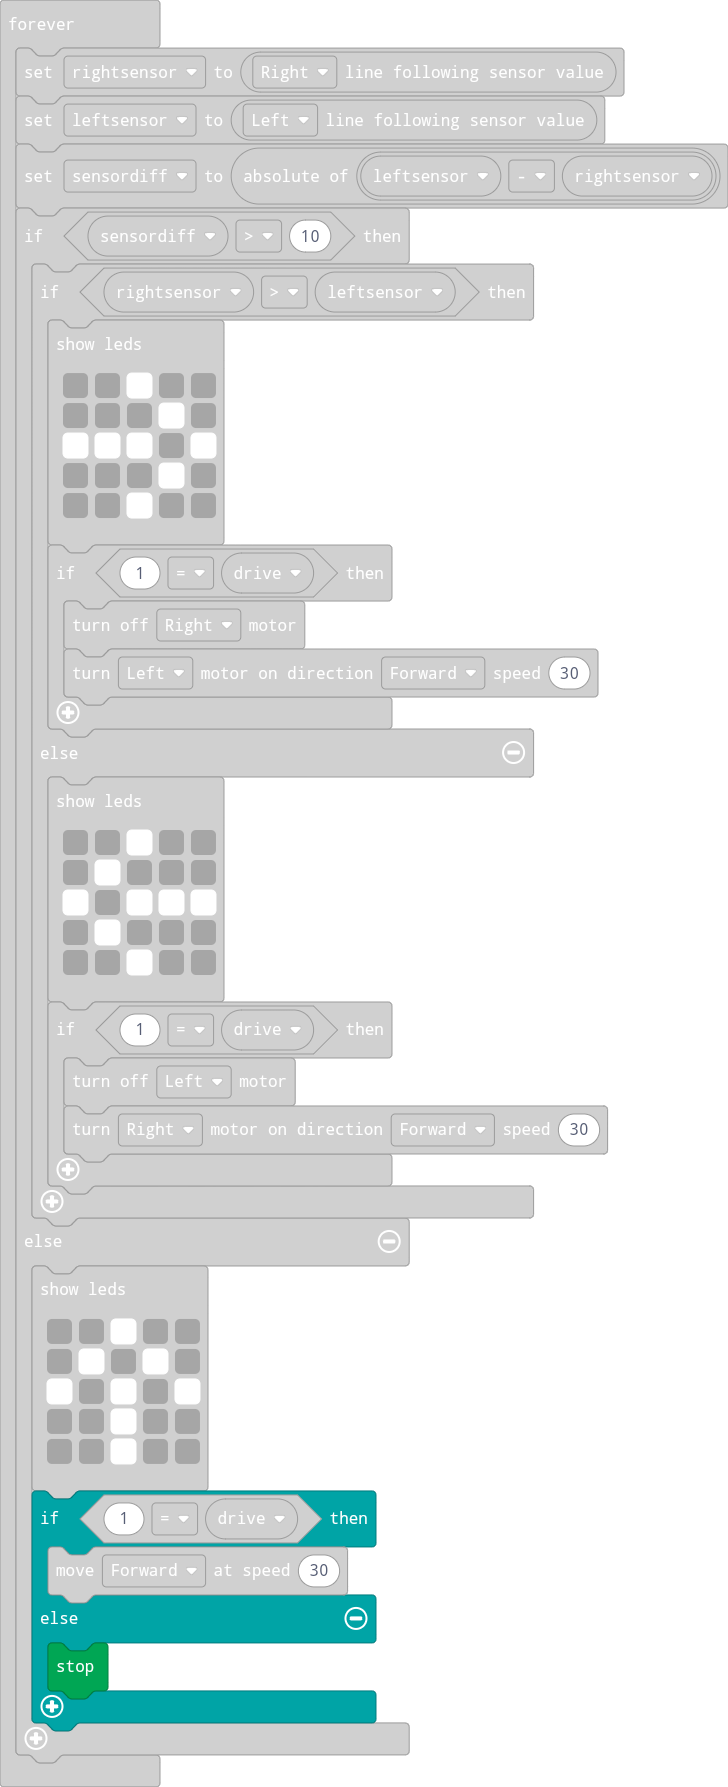 forever
set rightsensor to Right line following sensor value
set leftsensor to Left line following sensor value
set sensordiff to absolute of leftsensor - rightsensor
if sensordiff > 10 then
if rightsensor > leftsensor then
show leds
if 1 = drive then
turn off Right motor
turn Left motor on direction Forward speed 30
else
show leds
if 1 = drive then
turn off Left motor
turn Right motor on direction Forward speed 30
else
show leds
if 1 = drive then
move Forward at speed 30
else
stop